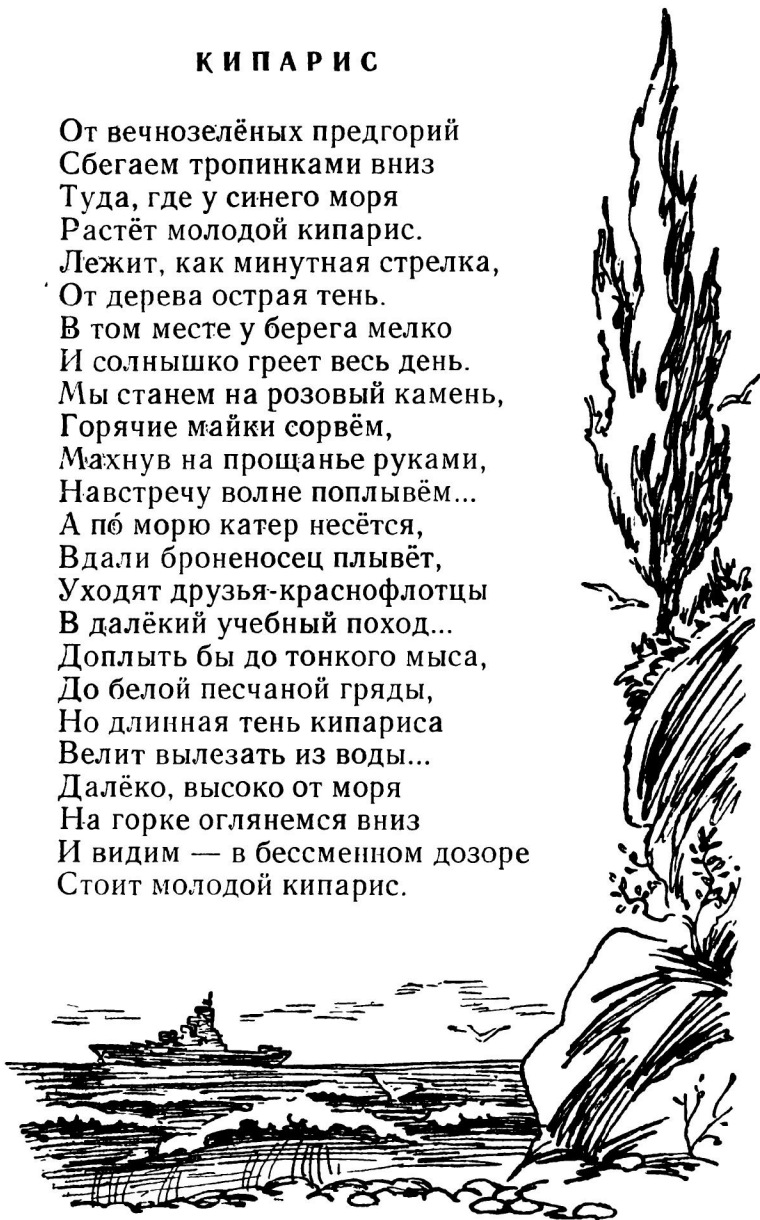 КИПАРИС
От вечнозелёных предгорий
Сбегаем тропинками вниз
Туда, где у синего моря
Растёт молодой кипарис.
Лежит, как минутная стрелка,
От дерева острая тень.
В том месте у берега мелко
И солнышко греет весь день.
Мы станем на розовый камень,
Горячие майки сорвём,
Махнув на прощанье руками,
Навстречу волне поплывём...
А по́ морю катер несётся,
Вдали броненосец плывёт,
Уходят друзья-краснофлотцы
В далёкий учебный поход...
Доплыть бы до тонкого мыса,
До белой песчаной гряды,
Но длинная тень кипариса
Велит вылезать из воды...
Далёко, высоко от моря
На горке оглянемся вниз
И видим — в бессменном дозоре
Стоит молодой кипарис.